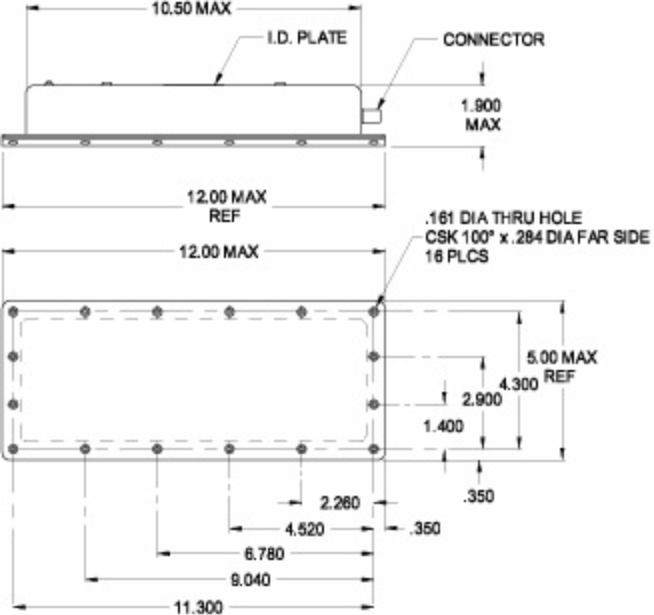 10.50 MAX
I.D. PLATE
CONNECTOR
1.900
MAX
12.00 MAX
REF
.161 DIA THRU HOLE
CSK 100° x .284 DIA FAR SIDE
16 PLCS
12.00 MAX
5.00 MAX
REF
4.300
2.900
1.400
.350
2.260
4.520
.350
6.780
9.040
11.300